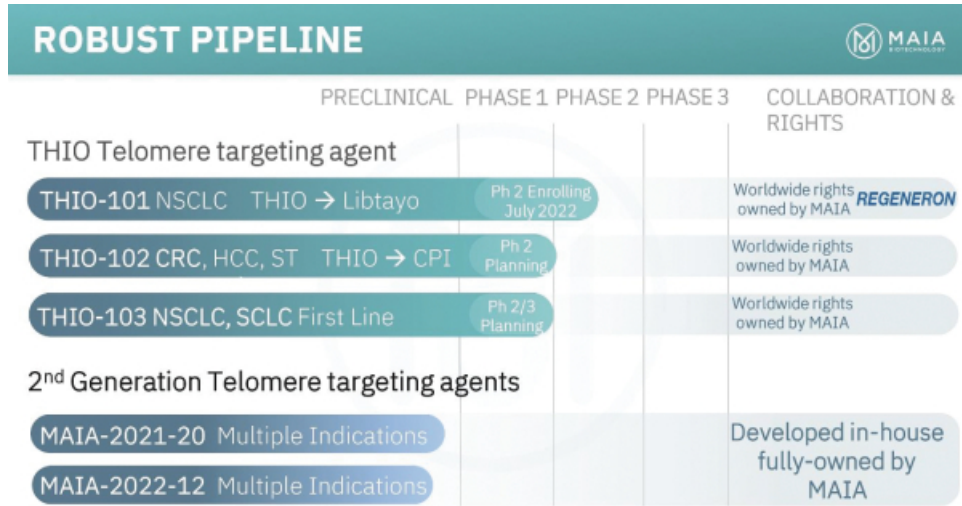 ROBUST PIPELINE
MAIA
BIOTECHNOLOGY
PRECLINICAL PHASE 1 PHASE 2 PHASE 3 COLLABORATION &
RIGHTS
THIO Telomere targeting agent
THIO-101 NSCLC THIO → Libtayo
Ph 2 Enrolling
July 2022
Worldwide rights
owned by MAIA
REGENERON
THIO-102 CRC, HCC, ST THIO → CPI
Ph 2
Planning
Worldwide rights
owned by MAIA
THIO-103 NSCLC, SCLC First Line
Ph 2/3
Planning
Worldwide rights
owned by MAIA
2nd Generation Telomere targeting agents
MAIA-2021-20 Multiple Indications
MAIA-2022-12 Multiple Indications
Developed in-house
fully-owned by
MAIA